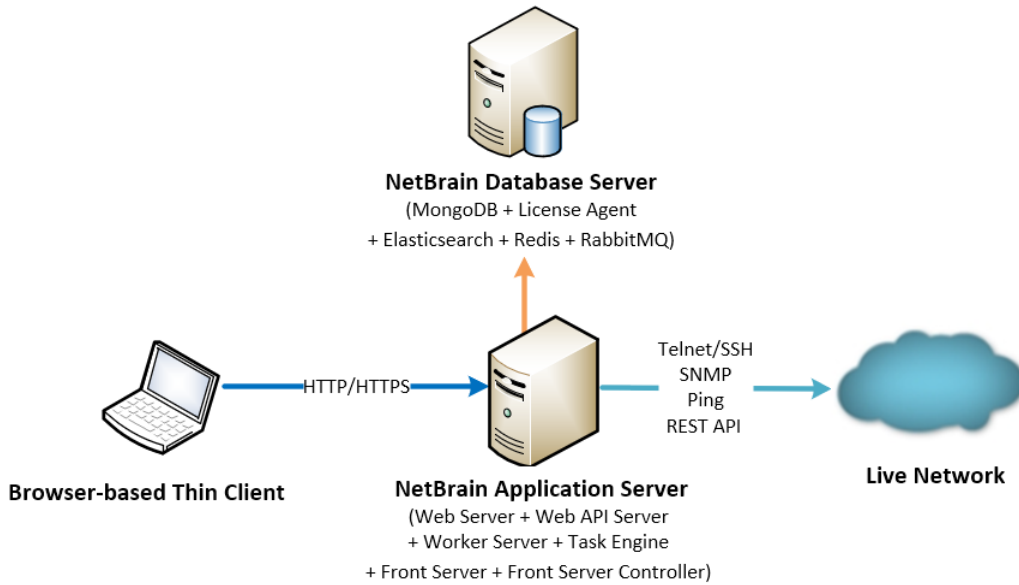 NetBrain Database Server
(MongoDB + License Agent
+ Elasticsearch + Redis + RabbitMQ)
HTTP/HTTPS
Telnet/SSH
SNMP
Ping
REST API
Browser-based Thin Client
NetBrain Application Server
(Web Server + Web API Server
+ Worker Server + Task Engine
+ Front Server + Front Server Controller)
Live Network